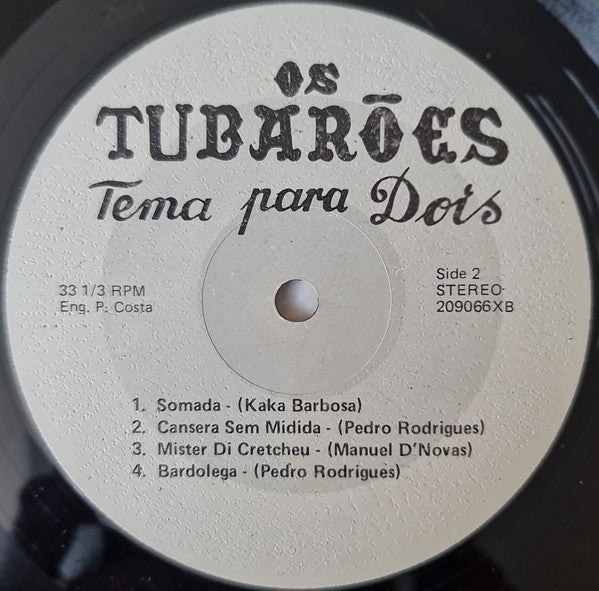 OS
TUBARÕES
Tema para Dois
33 1/3 RPM
Eng. P. Costa
Side 2
STEREO
209066XB
1. Somada - (Kaka Barbosa)
2. Cansera Sem Midida - (Pedro Rodrigues)
3. Mister Di Cretcheu - (Manuel D'Novas)
4. Bardolega - (Pedro Rodrigues)